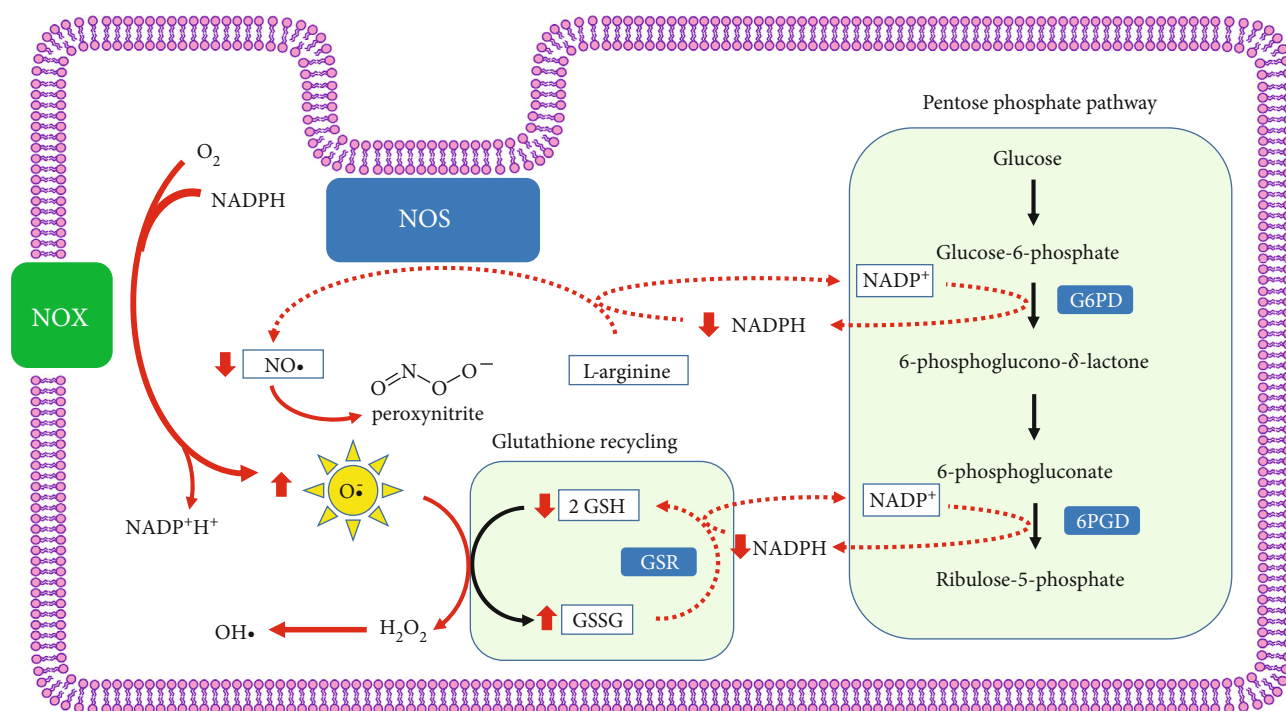 Pentose phosphate pathway
Glucose
Glucose-6-phosphate
NADP⁺
G6PD
6-phosphoglucono-δ-lactone
6-phosphogluconate
NADP⁺
6PGD
Ribulose-5-phosphate
O₂
NADPH
NOS
NOX
NADPH
NO•
L-arginine
O N O O⁻
peroxynitrite
Glutathione recycling
O•̄
2 GSH
NADPH
GSR
GSSG
NADP⁺H⁺
H₂O₂
OH•